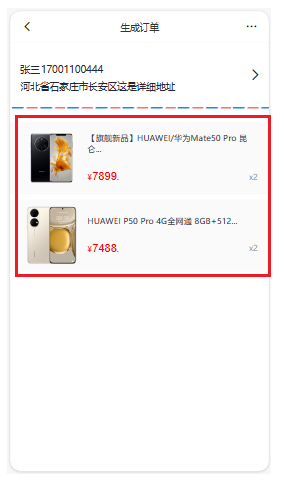 生成订单
张三17001100444
河北省石家庄市长安区这是详细地址
【旗舰新品】HUAWEI/华为Mate50 Pro 昆
仑...
¥7899.
x2
HUAWEI P50 Pro 4G全网通 8GB+512...
¥7488.
x2